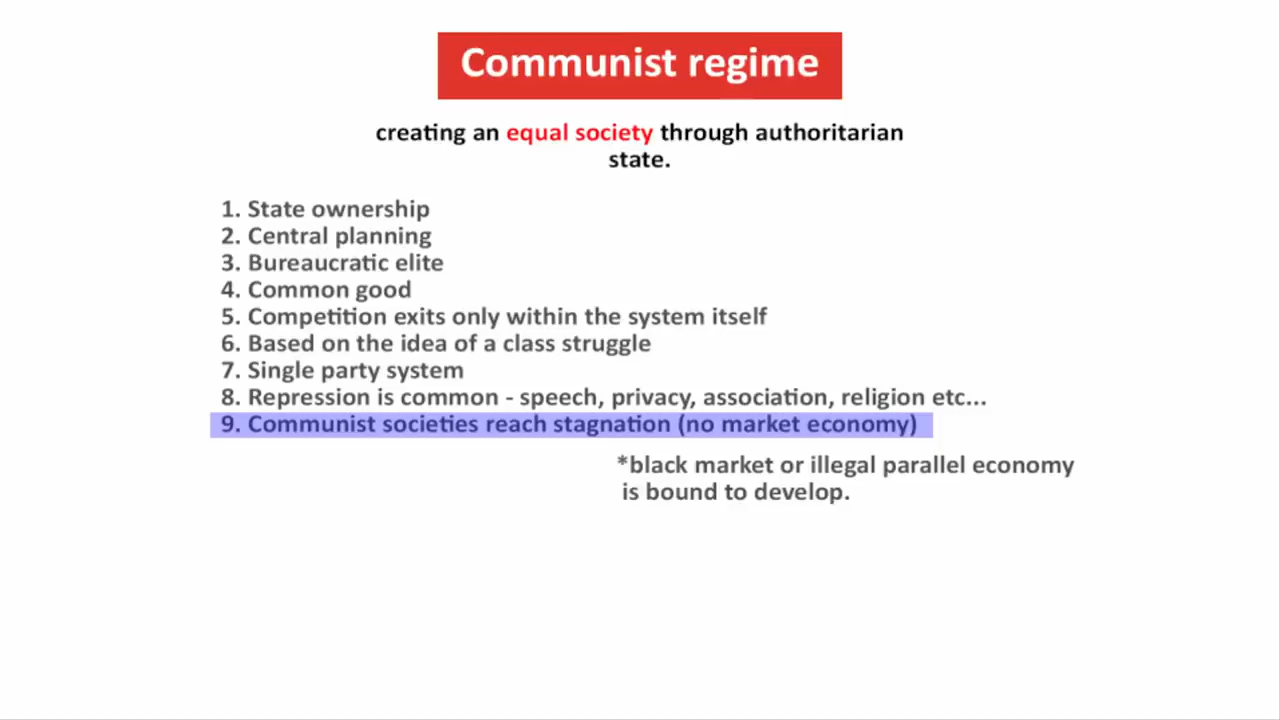 Communist regime
creating an equal society through authoritarian
state.
1. State ownership
2. Central planning
3. Bureaucratic elite
4. Common good
5. Competition exits only within the system itself
6. Based on the idea of a class struggle
7. Single party system
8. Repression is common - speech, privacy, association, religion etc...
9. Communist societies reach stagnation (no market economy)
*black market or illegal parallel economy
is bound to develop.